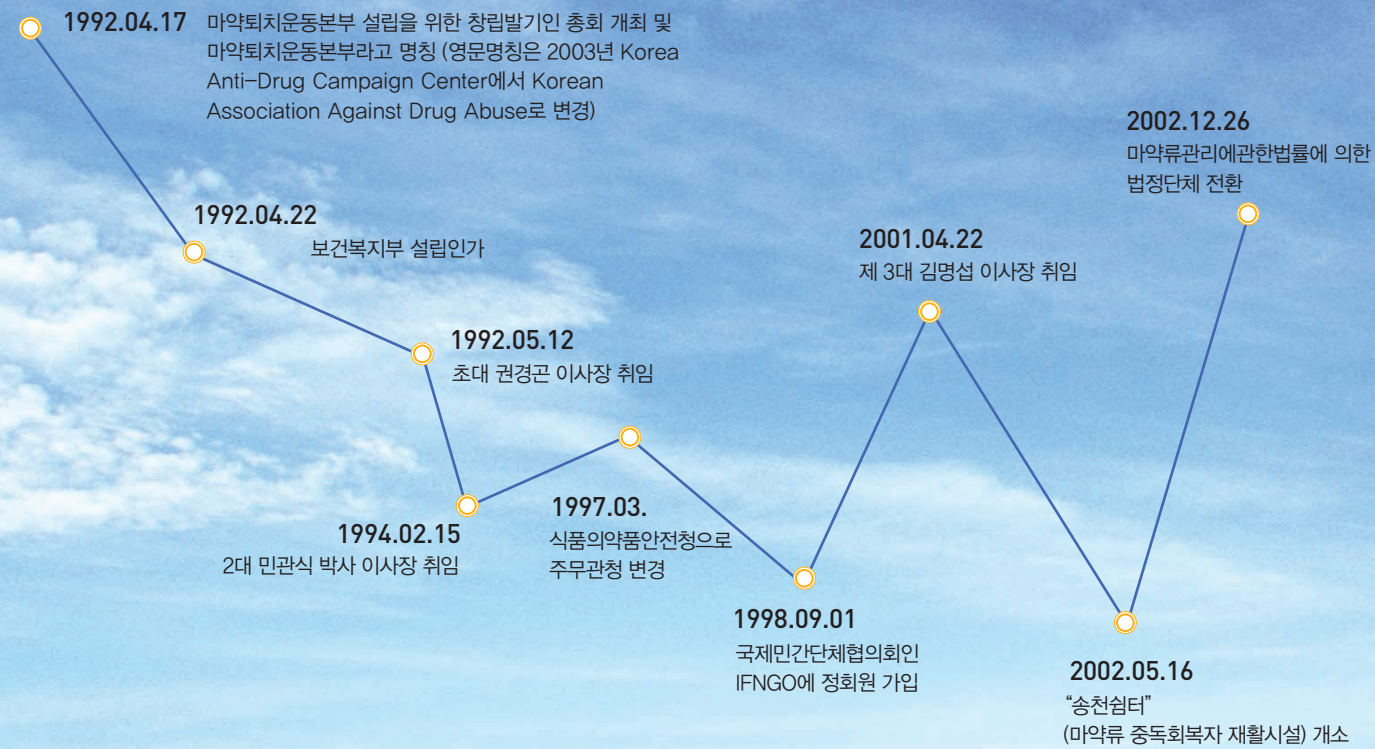 1992.04.17 마약퇴치운동본부 설립을 위한 창립발기인 총회 개최 및
마약퇴치운동본부라고 명칭 (영문명칭은 2003년 Korea
Anti-Drug Campaign Center에서 Korean
Association Against Drug Abuse로 변경)
1992.04.22
보건복지부 설립인가
1992.05.12
초대 권경곤 이사장 취임
1994.02.15
2대 민관식 박사 이사장 취임
1997.03.
식품의약품안전청으로
주무관청 변경
1998.09.01
국제민간단체협의회인
IFNGO에 정회원 가입
2001.04.22
제 3대 김명섭 이사장 취임
2002.05.16
“송천쉼터”
(마약류 중독회복자 재활시설) 개소
2002.12.26
마약류관리에관한법률에 의한
법정단체 전환